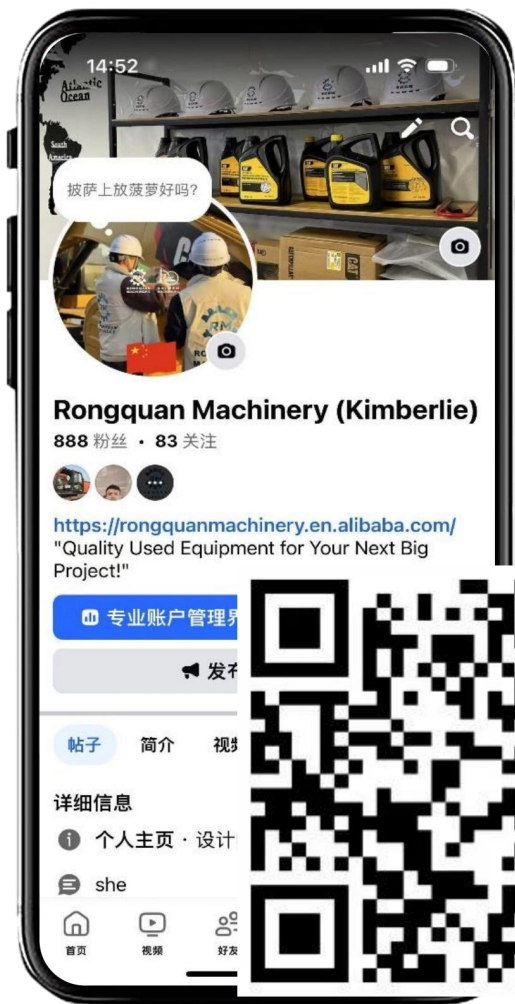 14:52
Atlantic
Ocean
South
America
披萨上放菠萝好吗?
CAT
CATERPILLAR
RM
Rongquan Machinery (Kimberlie)
888 粉丝 · 83 关注
https://rongquanmachinery.en.alibaba.com/
"Quality Used Equipment for Your Next Big
Project!"
专业账户管理界
发布
帖子 简介 视频
详细信息
个人主页 · 设计
she
首页 视频 好友